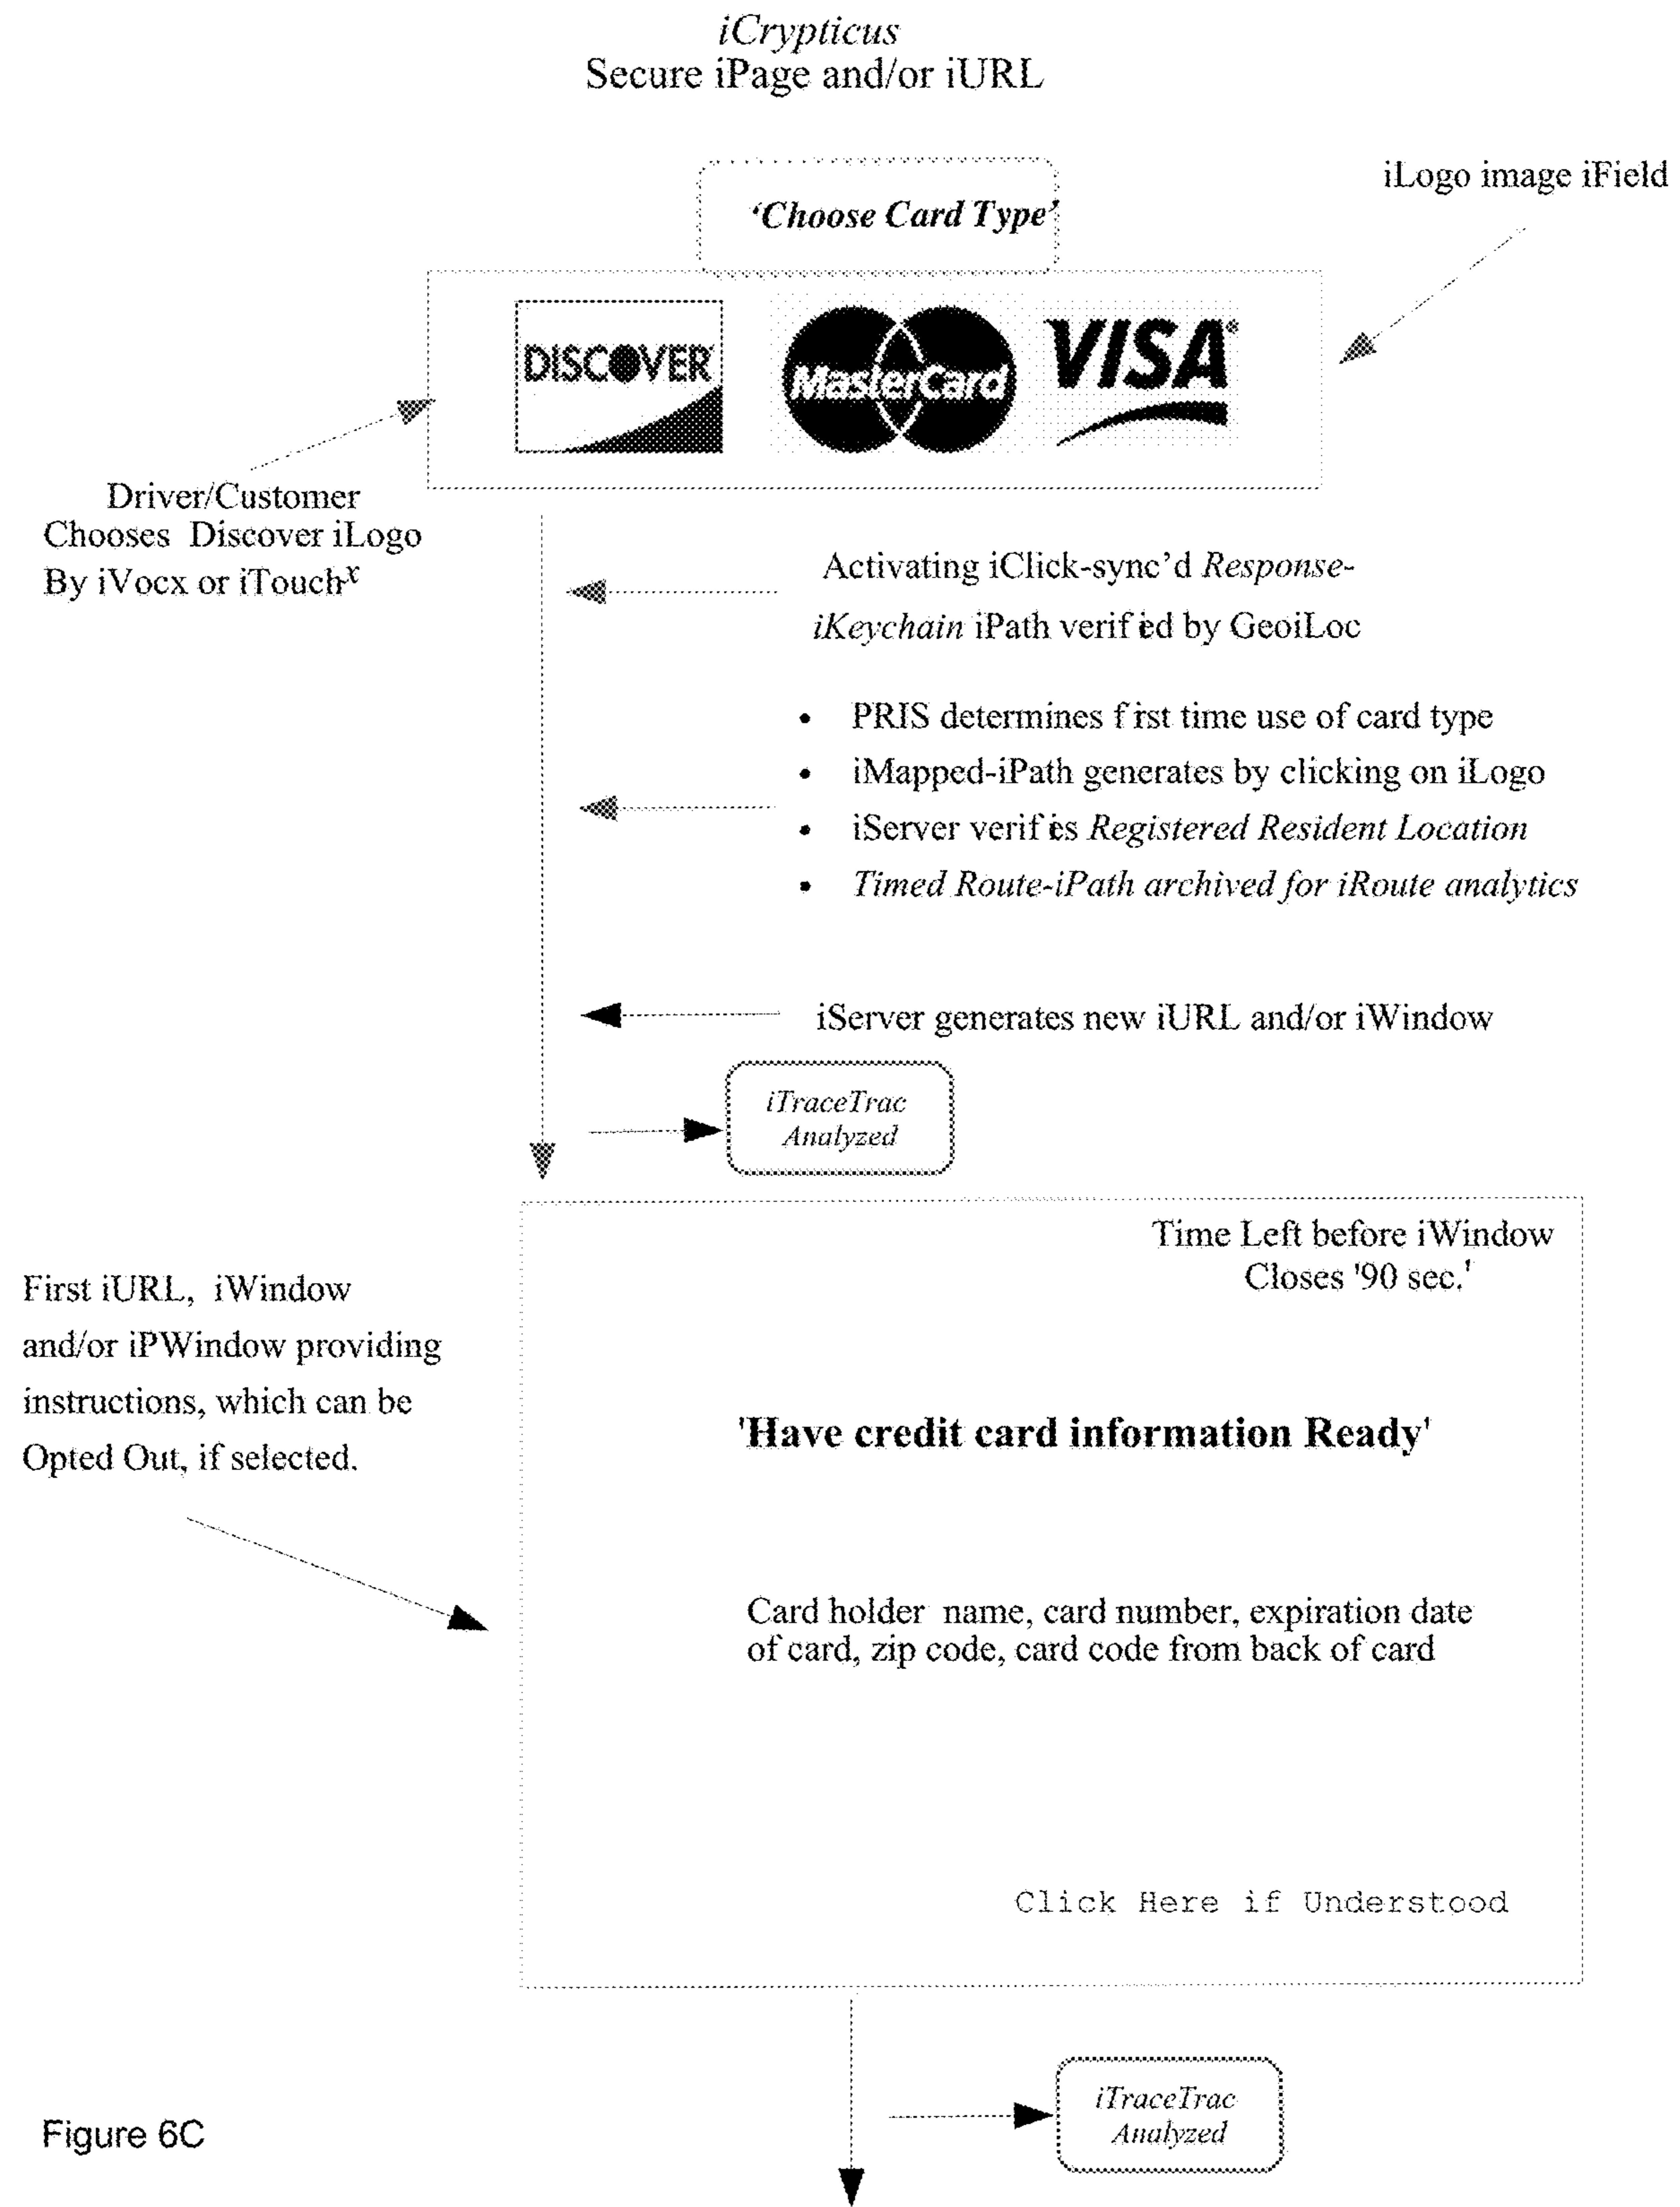 iCrypticus
Secure iPage and/or iURL
'Choose Card Type'
iLogo image iField
DISCOVER
MasterCard
VISA®
Driver/Customer
Chooses Discover iLogo
By iVocx or iTouchx
Activating iClick-sync'd Response-
iKeychain iPath verified by GeoiLoc
• PRIS determines first time use of card type
• iMapped-iPath generates by clicking on iLogo
• iServer verifies Registered Resident Location
• Timed Route-iPath archived for iRoute analytics
iServer generates new iURL and/or iWindow
iTraceTrac
Analyzed
Time Left before iWindow
Closes '90 sec.'
First iURL, iWindow
and/or iPWindow providing
instructions, which can be
Opted Out, if selected.
'Have credit card information Ready'
Card holder name, card number, expiration date
of card, zip code, card code from back of card
Click Here if Understood
iTraceTrac
Analyzed
Figure 6C